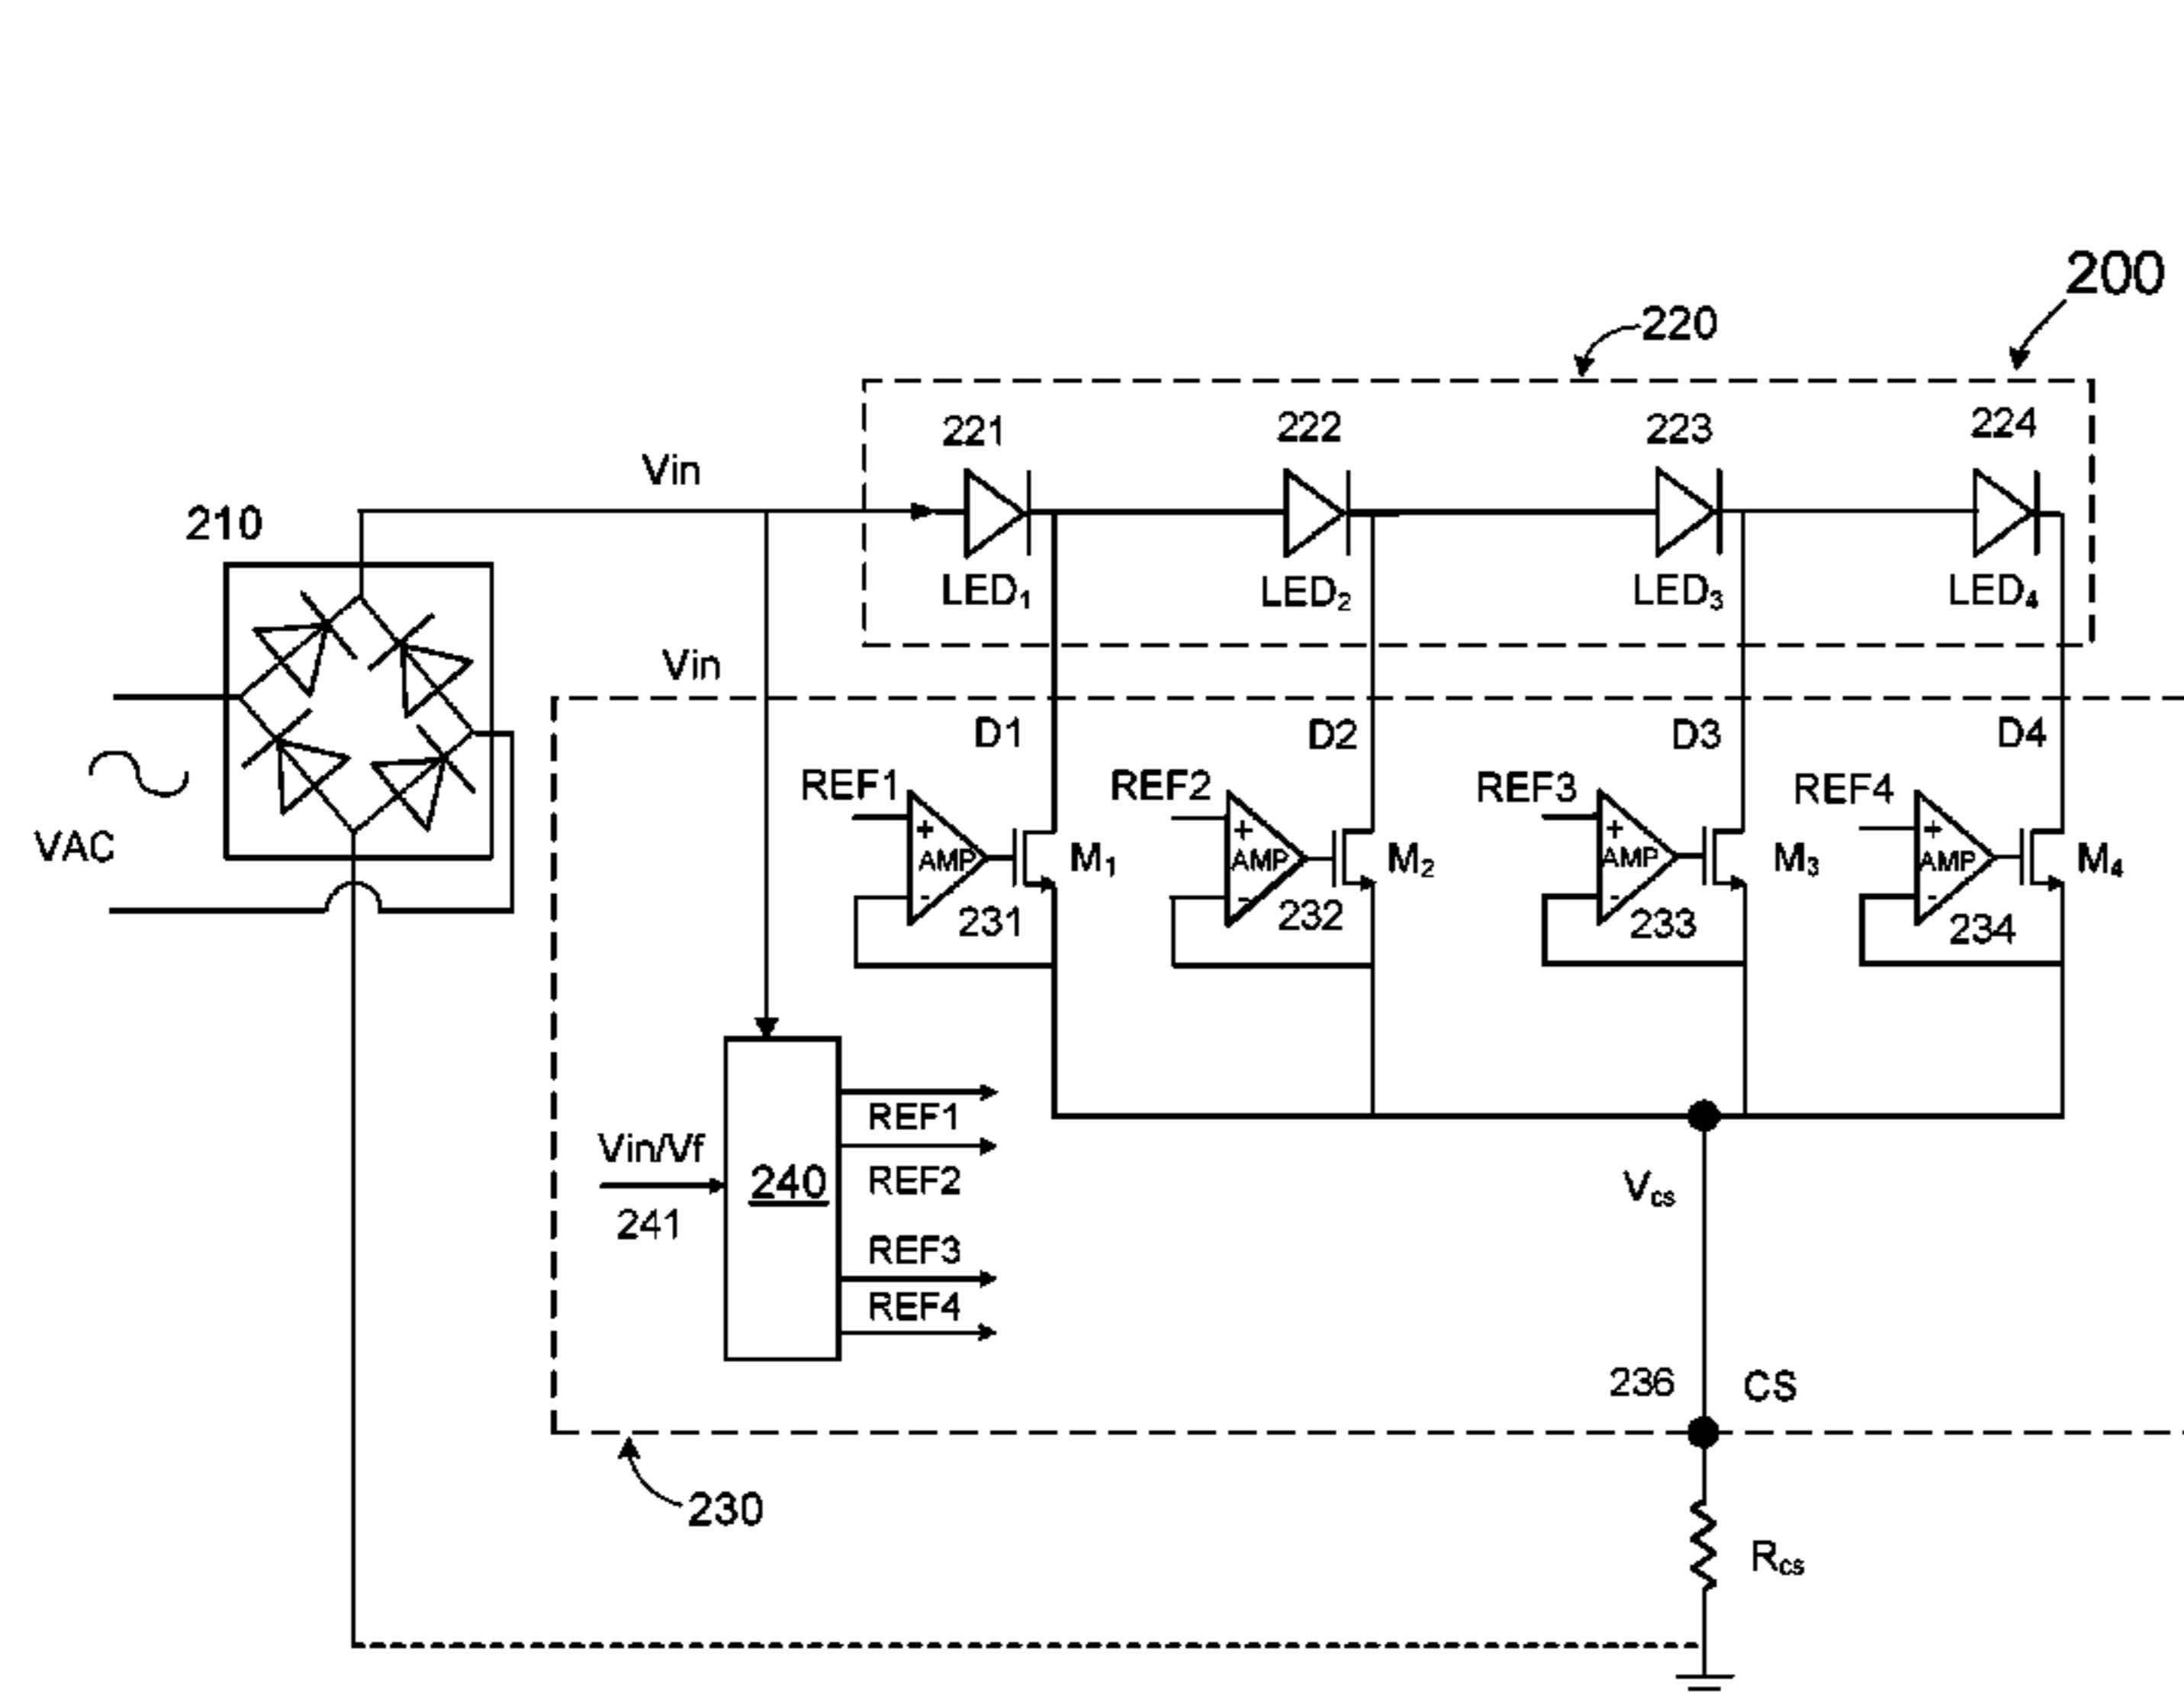 200
220
221
222
223
224
Vin
210
LED1
LED2
LED3
LED4
Vin
D1
D2
D3
D4
REF1
REF2
REF3
REF4
+
+
+
+
VAC
AMP
M1
AMP
M2
AMP
M3
AMP
M4
-
-
-
-
231
232
233
234
REF1
Vin/Vf
240
REF2
Vcs
241
REF3
REF4
236
CS
230
Rcs